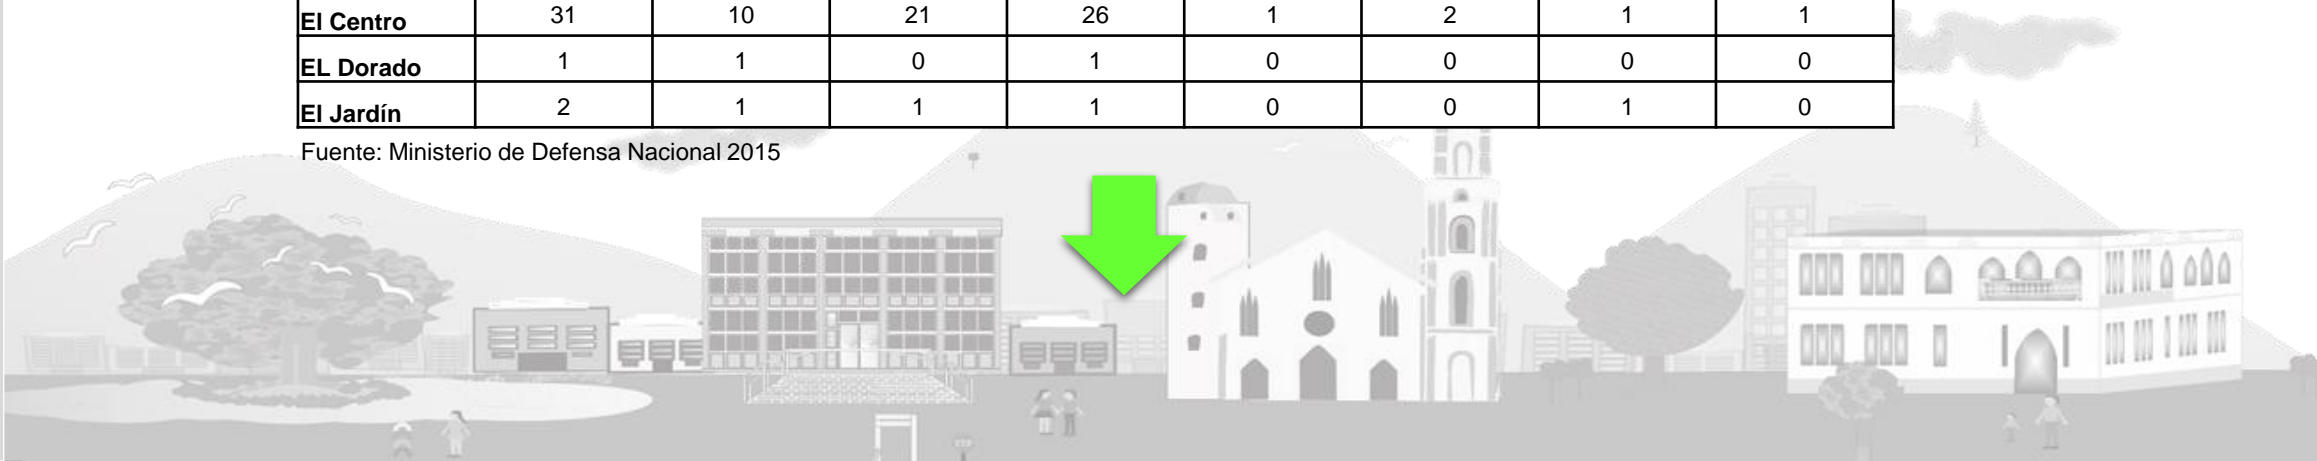 El Centro 31 10 21 26 1 2 1 1
EL Dorado 1 1 0 1 0 0 0 0
El Jardín 2 1 1 1 0 0 1 0
Fuente: Ministerio de Defensa Nacional 2015